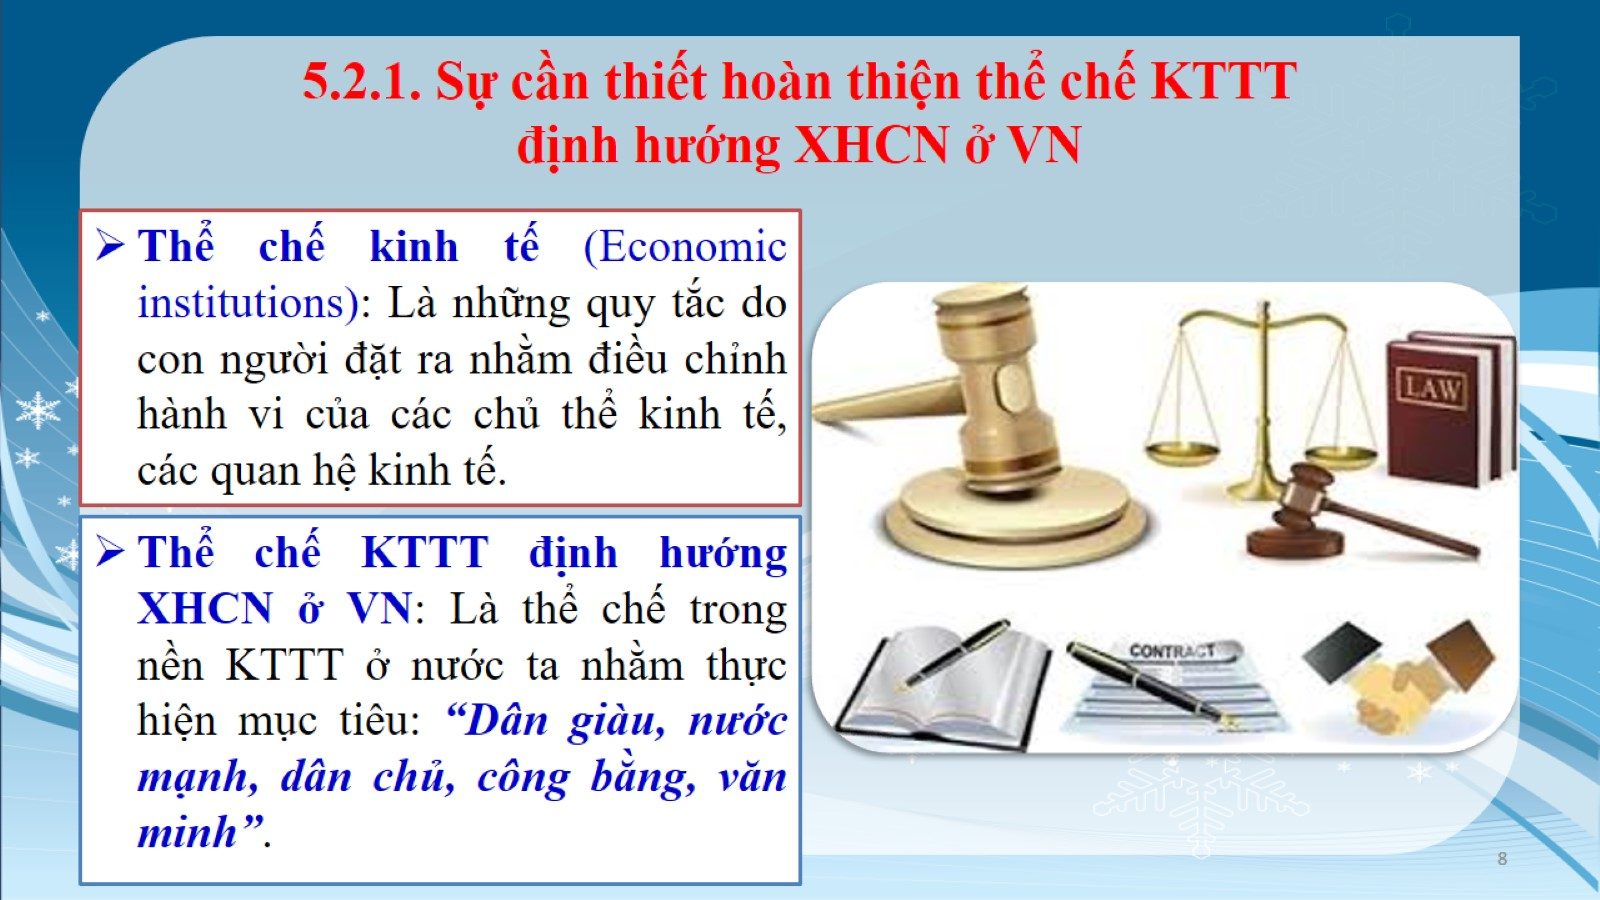 5.2.1. Sự cần thiết hoàn thiện thể chế KTTT
định hướng XHCN ở VN
➢ Thể chế kinh tế (Economic
institutions): Là những quy tắc do
con người đặt ra nhằm điều chỉnh
hành vi của các chủ thể kinh tế,
các quan hệ kinh tế.
➢ Thể chế KTTT định hướng
XHCN ở VN: Là thể chế trong
nền KTTT ở nước ta nhằm thực
hiện mục tiêu: “Dân giàu, nước
mạnh, dân chủ, công bằng, văn
minh”.
LAW
CONTRACT
8